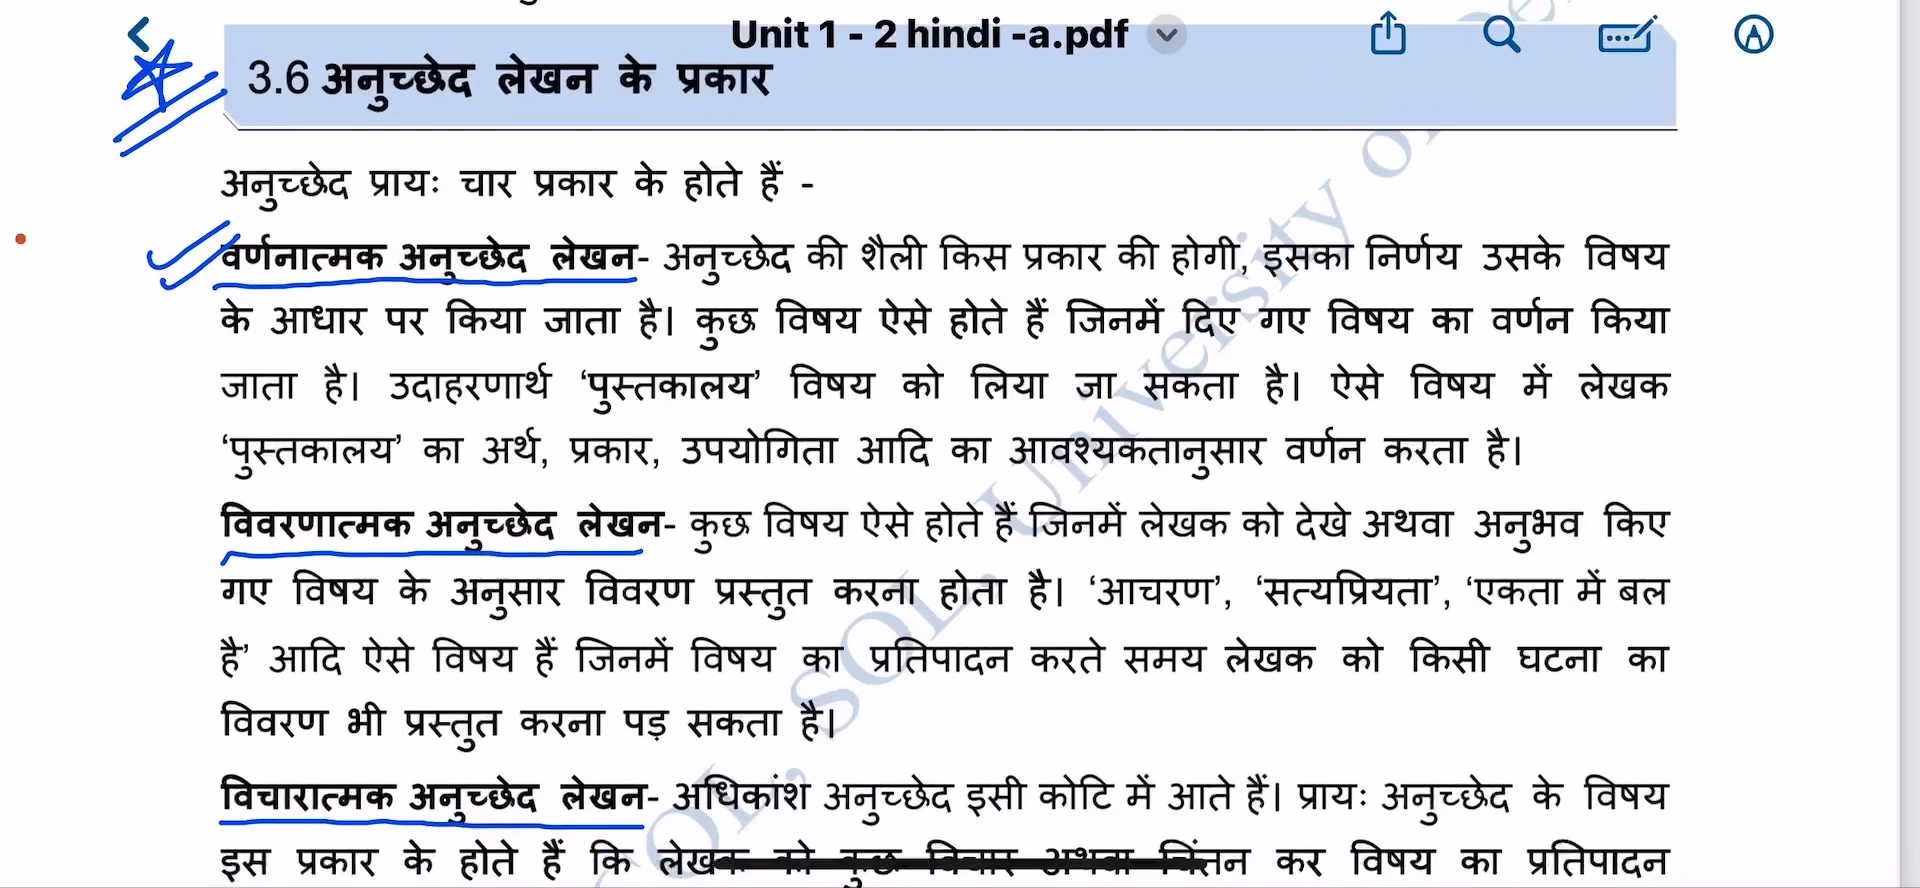 Unit 1 - 2 hindi -a.pdf
3.6 अनुच्छेद लेखन के प्रकार
अनुच्छेद प्रायः चार प्रकार के होते हैं -
वर्णनात्मक अनुच्छेद लेखन- अनुच्छेद की शैली किस प्रकार की होगी, इसका निर्णय उसके विषय
के आधार पर किया जाता है। कुछ विषय ऐसे होते हैं जिनमें दिए गए विषय का वर्णन किया
जाता है। उदाहरणार्थ ‘पुस्तकालय’ विषय को लिया जा सकता है। ऐसे विषय में लेखक
‘पुस्तकालय’ का अर्थ, प्रकार, उपयोगिता आदि का आवश्यकतानुसार वर्णन करता है।
विवरणात्मक अनुच्छेद लेखन- कुछ विषय ऐसे होते हैं जिनमें लेखक को देखे अथवा अनुभव किए
गए विषय के अनुसार विवरण प्रस्तुत करना होता है। ‘आचरण’, ‘सत्यप्रियता’, ‘एकता में बल
है’ आदि ऐसे विषय हैं जिनमें विषय का प्रतिपादन करते समय लेखक को किसी घटना का
विवरण भी प्रस्तुत करना पड़ सकता है।
विचारात्मक अनुच्छेद लेखन- अधिकांश अनुच्छेद इसी कोटि में आते हैं। प्रायः अनुच्छेद के विषय
इस प्रकार के होते हैं कि लेखक को कुछ विचार अथवा चिंतन कर विषय का प्रतिपादन
SOL, University of